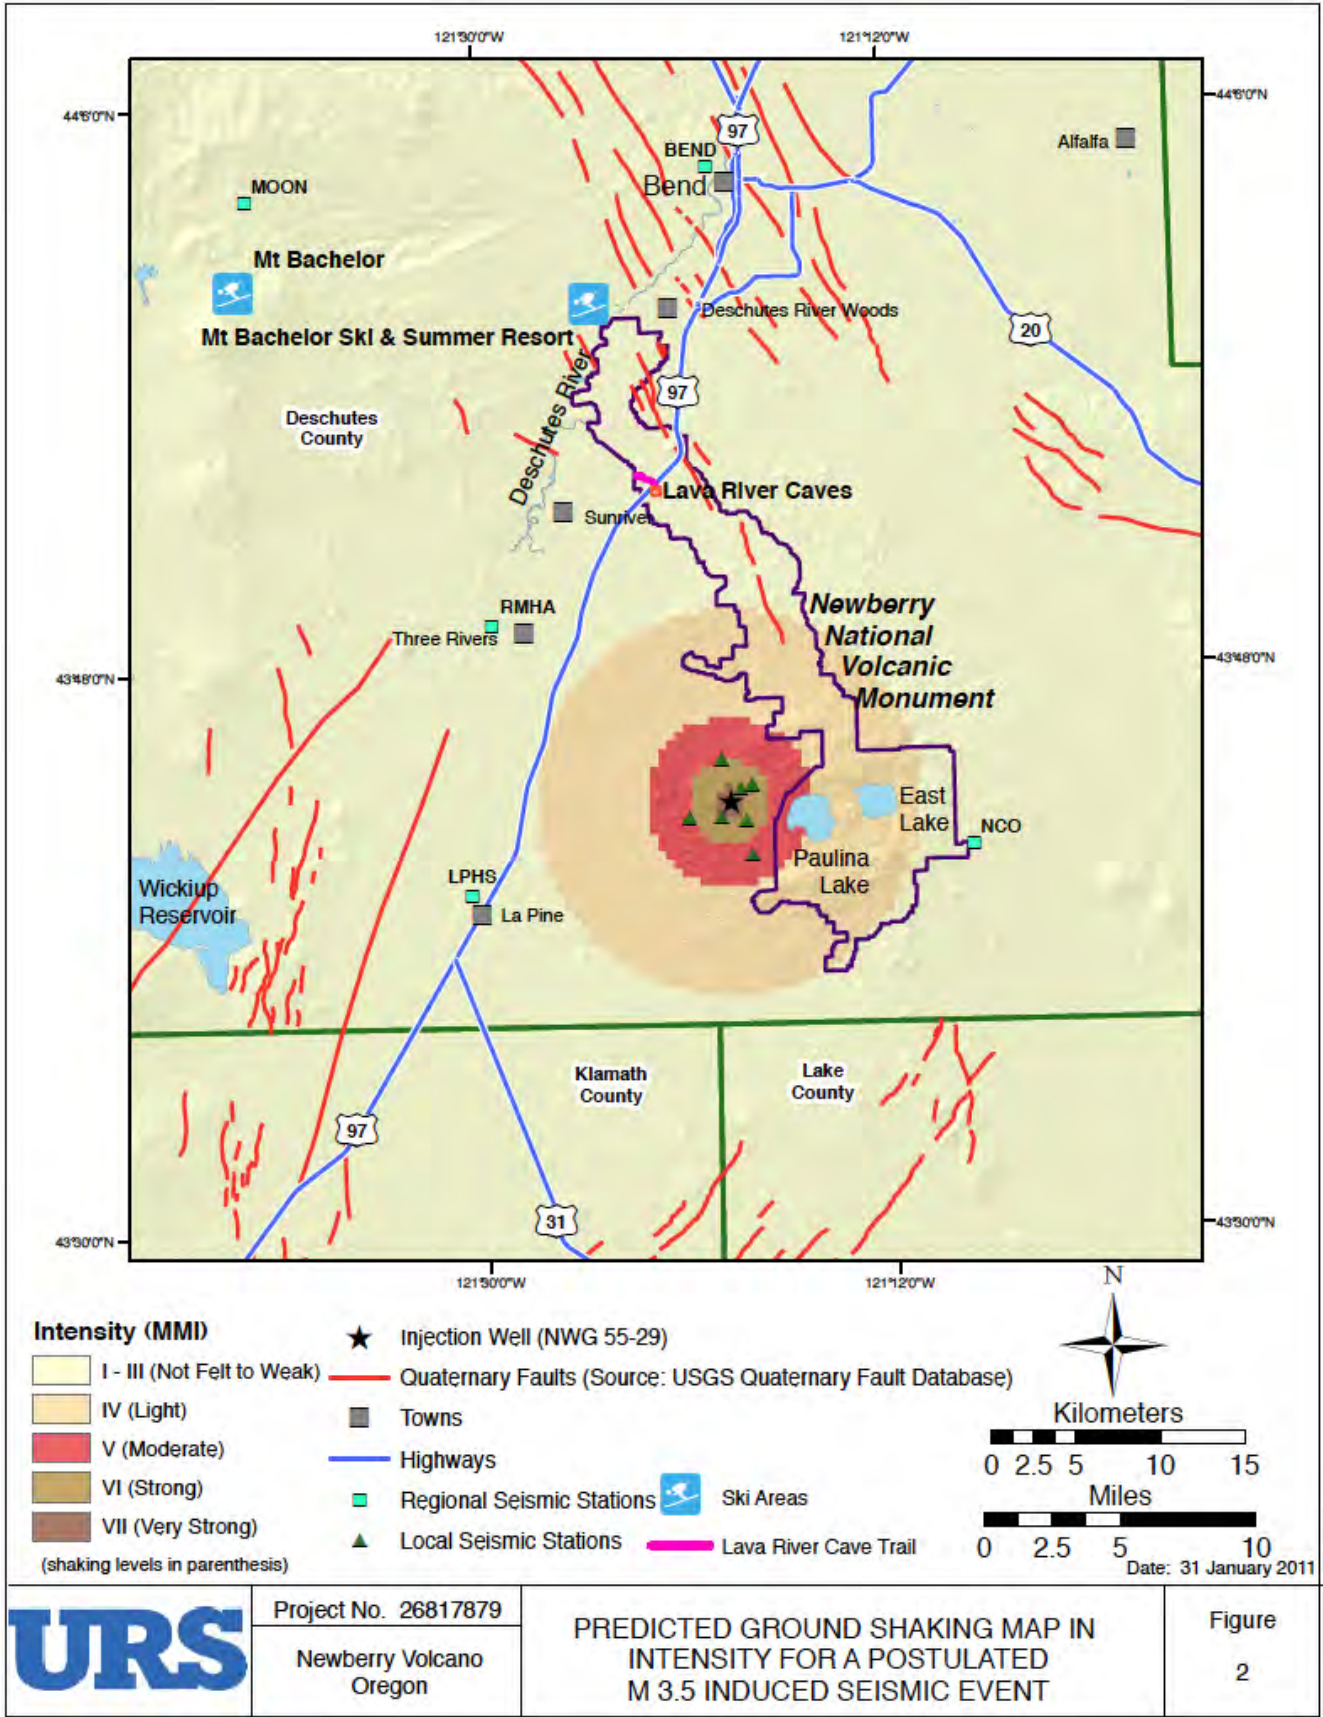 121°30'0"W
121°12'0"W
44°6'0"N
44°6'0"N
97
BEND
Bend
Alfalfa
MOON
Mt Bachelor
Mt Bachelor Ski & Summer Resort
Deschutes River Woods
20
97
Deschutes River
Deschutes
County
Lava River Caves
Sunriver
RMHA
Three Rivers
Newberry
National
Volcanic
Monument
43°48'0"N
43°48'0"N
East
Lake
NCO
Paulina
Lake
LPHS
La Pine
Wickiup
Reservoir
Klamath
County
Lake
County
97
31
43°30'0"N
43°30'0"N
121°30'0"W
121°12'0"W
N
Intensity (MMI)
I - III (Not Felt to Weak)
IV (Light)
V (Moderate)
VI (Strong)
VII (Very Strong)
(shaking levels in parenthesis)
Injection Well (NWG 55-29)
Quaternary Faults (Source: USGS Quaternary Fault Database)
Towns
Highways
Regional Seismic Stations
Local Seismic Stations
Ski Areas
Lava River Cave Trail
Kilometers
0 2.5 5 10 15
Miles
0 2.5 5 10
Date: 31 January 2011
URS
Project No. 26817879
Newberry Volcano
Oregon
PREDICTED GROUND SHAKING MAP IN
INTENSITY FOR A POSTULATED
M 3.5 INDUCED SEISMIC EVENT
Figure
2